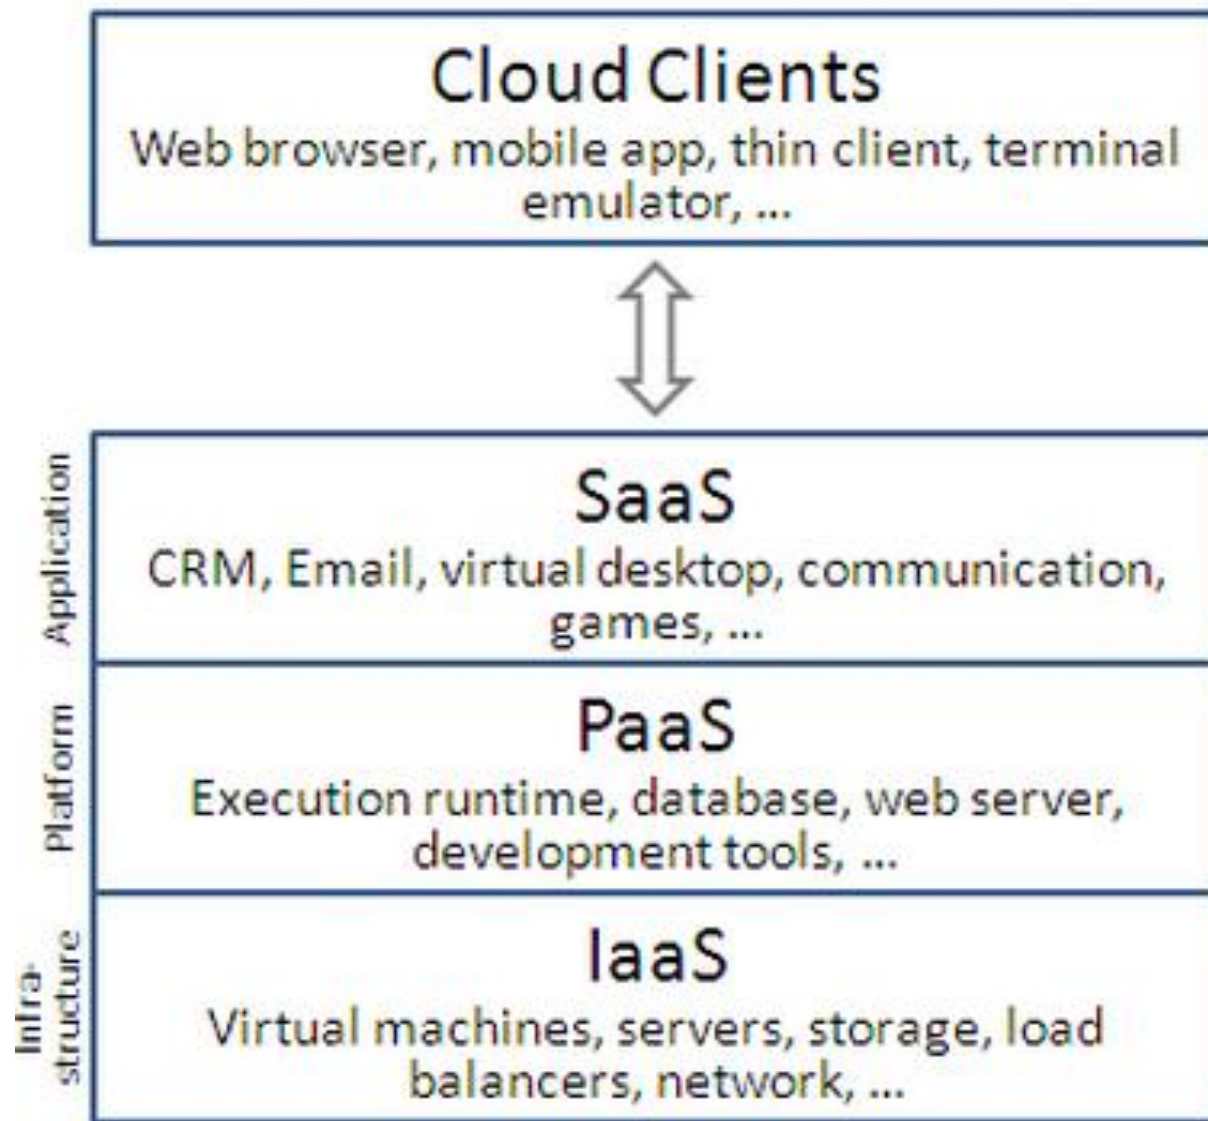 Cloud Clients
Web browser, mobile app, thin client, terminal
emulator, ...
Application
SaaS
CRM, Email, virtual desktop, communication,
games, ...
Platform
PaaS
Execution runtime, database, web server,
development tools, ...
Infra-
structure
IaaS
Virtual machines, servers, storage, load
balancers, network, ...